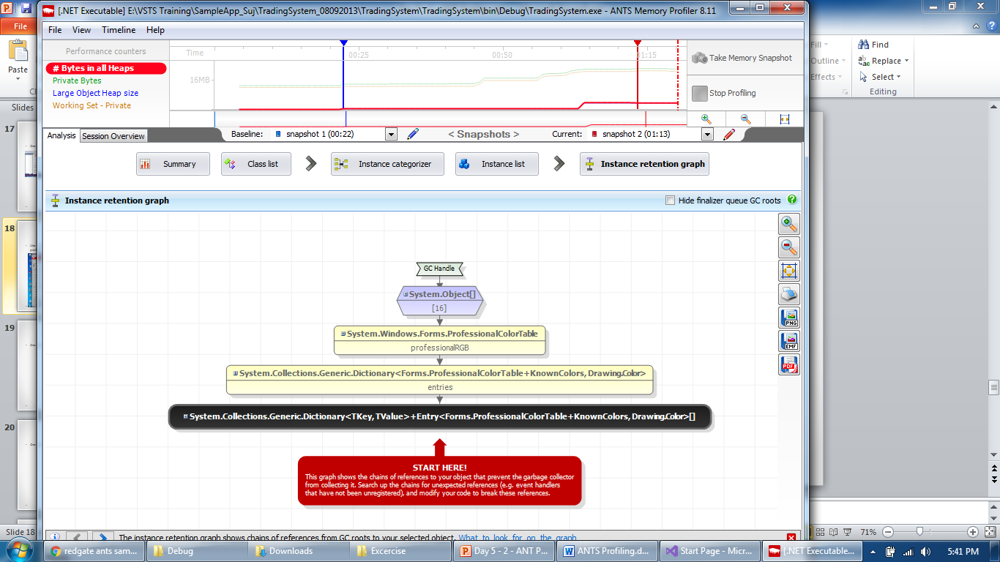 [.NET Executable] E:\VSTS Training\SampleApp_Suj\TradingSystem_08092013\TradingSystem\TradingSystem\bin\Debug\TradingSystem.exe - ANTS Memory Profiler 8.11
File
File View Timeline Help
Paste
Performance counters
# Bytes in all Heaps
Private Bytes
Large Object Heap size
Working Set - Private
Time 00:25 00:50 01:15
16MB
Take Memory Snapshot
Stop Profiling
Fill
Outline
Effects
Find
Replace
Select
Editing
Slides
17
18
19
20
Analysis Session Overview
Baseline: snapshot 1 (00:22) < Snapshots > Current: snapshot 2 (01:13)
Summary Class list Instance categorizer Instance list Instance retention graph
Instance retention graph Hide finalizer queue GC roots
GC Handle
System.Object[]
[16]
System.Windows.Forms.ProfessionalColorTable
professionalRGB
System.Collections.Generic.Dictionary<Forms.ProfessionalColorTable+KnownColors, Drawing.Color>
entries
System.Collections.Generic.Dictionary<TKey, TValue>+Entry<Forms.ProfessionalColorTable+KnownColors, Drawing.Color>[]
START HERE!
This graph shows the chains of references to your object that prevent the garbage collector
from collecting it. Search up the chains for unexpected references (e.g. event handlers
that have not been unregistered), and modify your code to break these references.
PNG
EMF
PDF
The instance retention graph shows chains of references from GC roots to your selected object. What to look for on the graph
Slide 18
71%
redgate ants sam... Debug Downloads Excercise Day 5 - 2 - ANT P... ANTS Profiling.d... Start Page - Micr... [.NET Executable... 5:41 PM